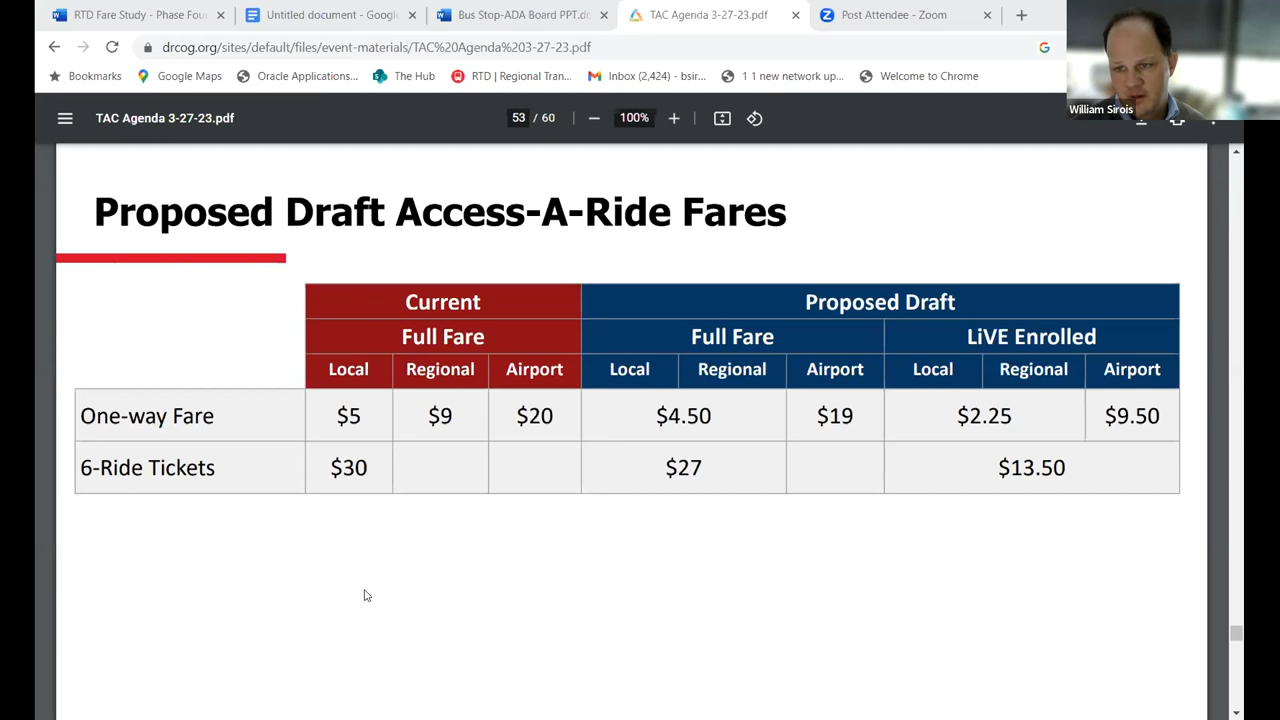 RTD Fare Study - Phase Four
Untitled document - Google
Bus Stop-ADA Board PPT.do
TAC Agenda 3-27-23.pdf
Post Attendee - Zoom
drcog.org/sites/default/files/event-materials/TAC%20Agenda%203-27-23.pdf
Bookmarks
Google Maps
Oracle Applications...
The Hub
RTD | Regional Tran...
Inbox (2,424) - bsir...
1 1 new network up...
Welcome to Chrome
William Sirois
TAC Agenda 3-27-23.pdf
53 / 60
100%
Proposed Draft Access-A-Ride Fares
Current
Proposed Draft
Full Fare
Full Fare
LiVE Enrolled
Local
Regional
Airport
Local
Regional
Airport
Local
Regional
Airport
One-way Fare
$5
$9
$20
$4.50
$19
$2.25
$9.50
6-Ride Tickets
$30
$27
$13.50